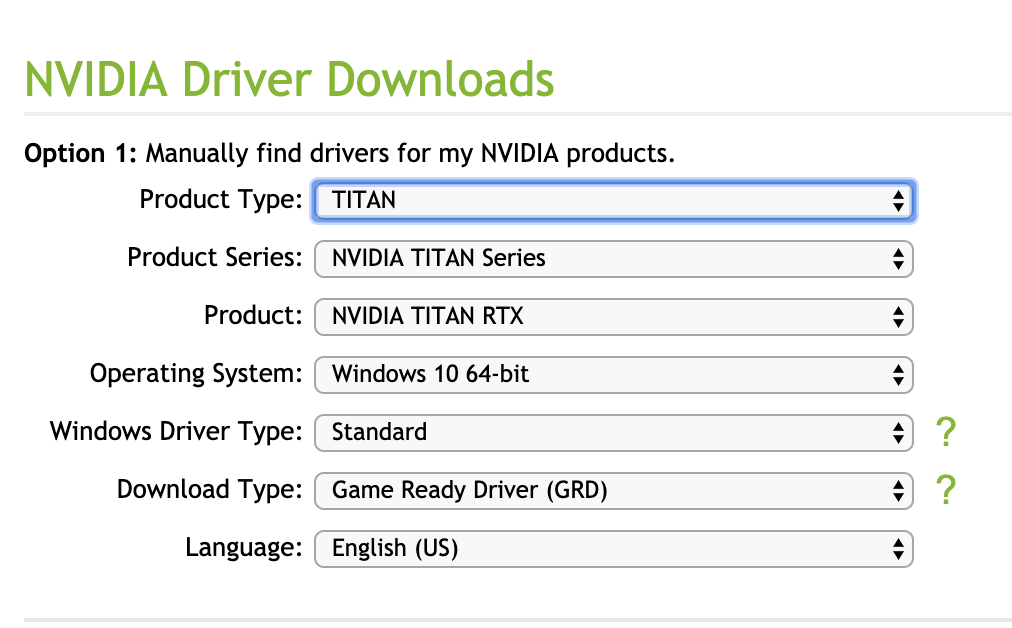 NVIDIA Driver Downloads
Option 1: Manually find drivers for my NVIDIA products.
Product Type: TITAN
Product Series: NVIDIA TITAN Series
Product: NVIDIA TITAN RTX
Operating System: Windows 10 64-bit
Windows Driver Type: Standard ?
Download Type: Game Ready Driver (GRD) ?
Language: English (US)